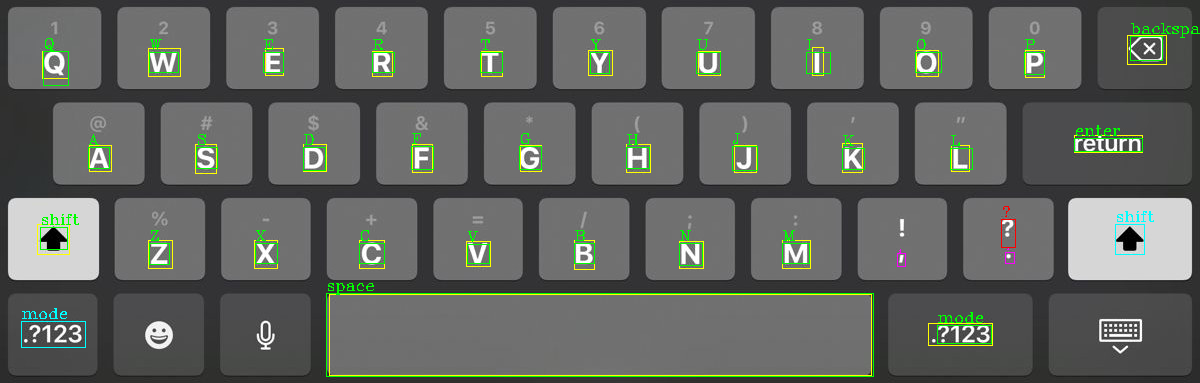 1 2 3 4 5 6 7 8 9 0
Q W E R T Y U I O P backspa
Q W E R T Y U I O P
@ # $ & * ( ) ' "
A S D F G H J K L enter
A S D F G H J K L return
% - + = / ; :
shift Z X C V B N M ! ? shift
Z X C V B N M , ? .
mode space mode
.?123 .?123